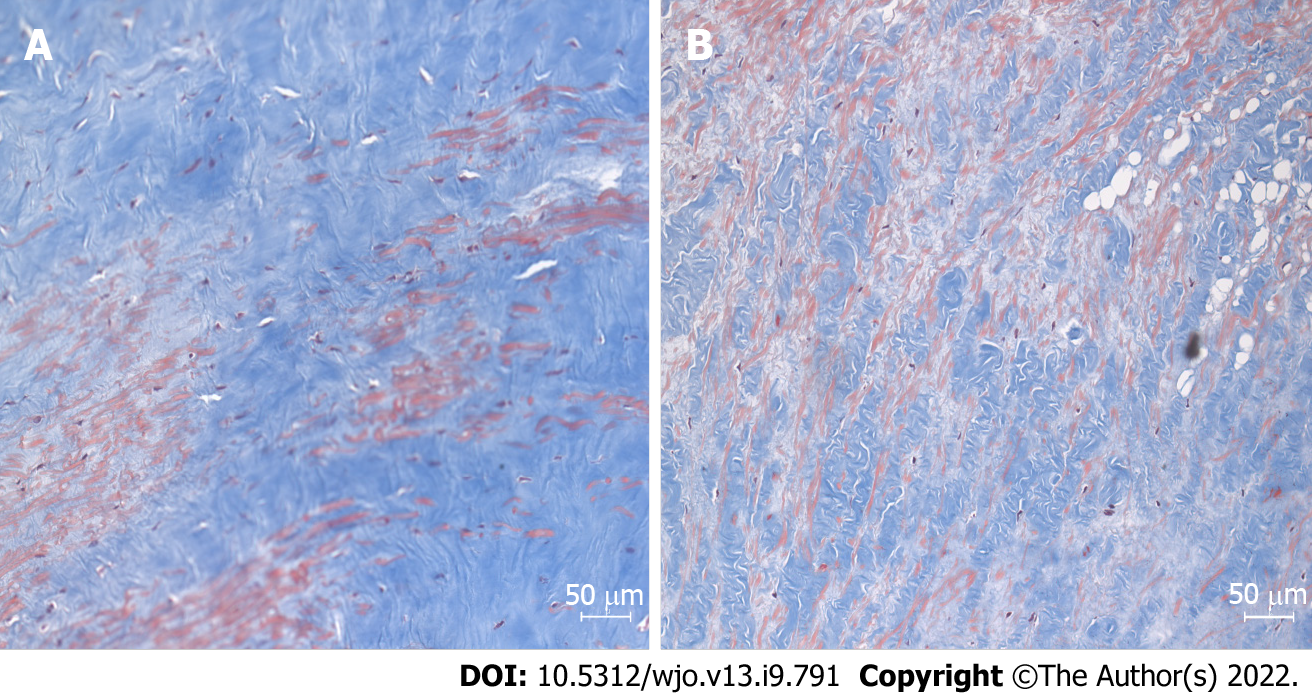 A
B
50 μm
50 μm
DOI: 10.5312/wjo.v13.i9.791 Copyright ©The Author(s) 2022.